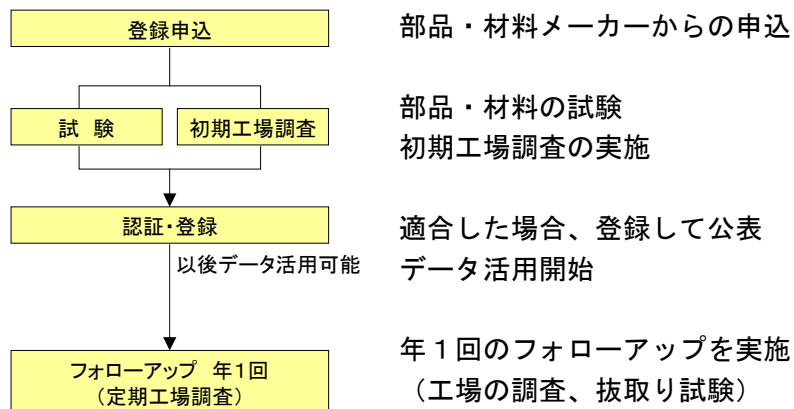 登録申込
部品・材料メーカーからの申込
試　験
初期工場調査
部品・材料の試験
初期工場調査の実施
認証・登録
適合した場合、登録して公表
以後データ活用可能
データ活用開始
フォローアップ　年１回
（定期工場調査）
年１回のフォローアップを実施
（工場の調査、抜取り試験）